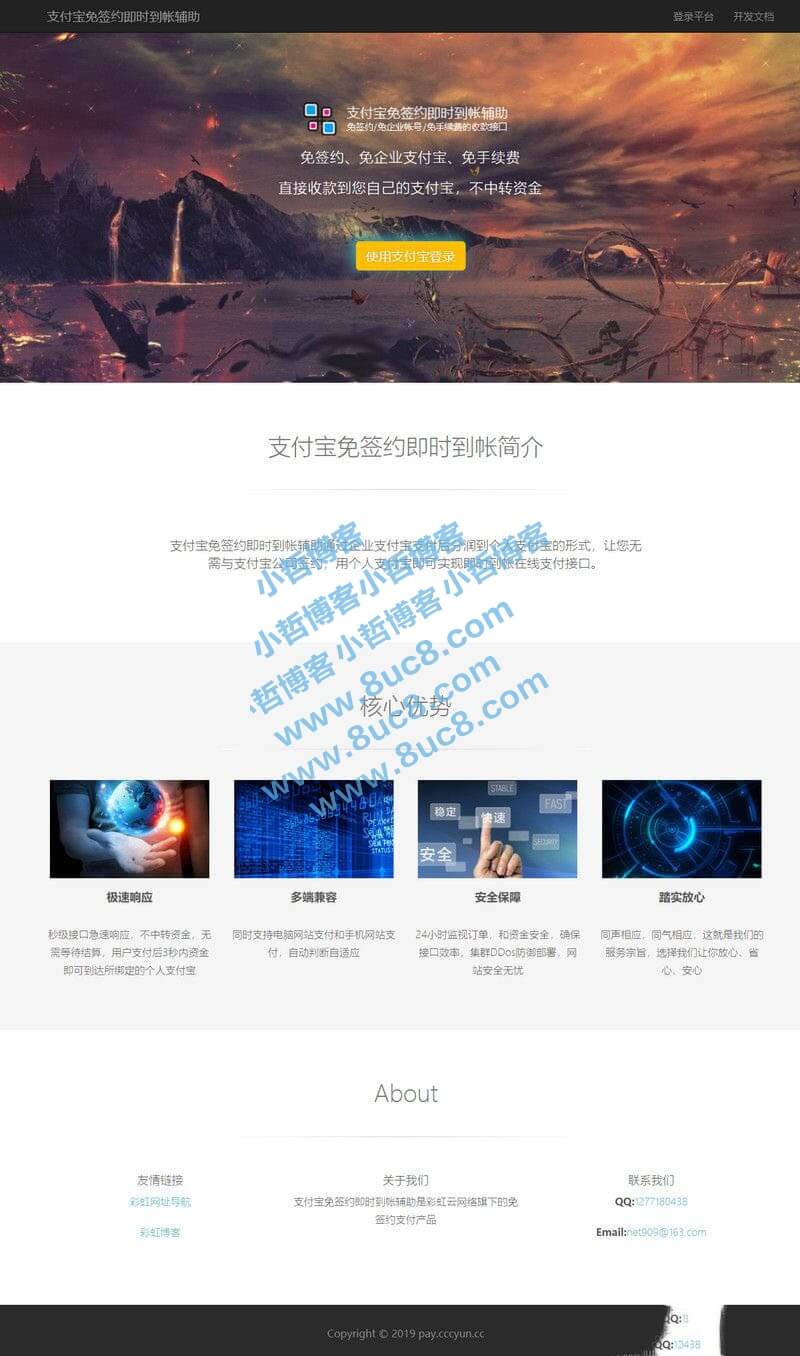 支付宝免签约即时到帐辅助
登录平台 开发文档
支付宝免签约即时到帐辅助
免签约/免企业帐号/免手续费的收款接口
免签约、免企业支付宝、免手续费
直接收款到您自己的支付宝，不中转资金
使用支付宝登录
支付宝免签约即时到帐简介
支付宝免签约即时到帐辅助通过企业支付宝支付后分润到个人支付宝的形式，让您无
需与支付宝公司签约，用个人支付宝即可实现即时到帐在线支付接口。
小哲博客 小哲博客 小哲博客
小哲博客 小哲博客 小哲博客
www.8uc8.com
www.8uc8.com
www.8uc8.com
核心优势
STABLE
FAST
稳定
快速
SECURITY
安全
极速响应
秒级接口急速响应，不中转资金，无
需等待结算，用户支付后3秒内资金
即可到达所绑定的个人支付宝
多端兼容
同时支持电脑网站支付和手机网站支
付，自动判断自适应
安全保障
24小时监视订单，和资金安全，确保
接口效率，集群DDos防御部署，网
站安全无忧
踏实放心
同声相应，同气相应，这就是我们的
服务宗旨，选择我们让你放心、省
心、安心
About
友情链接
彩虹网址导航
彩虹博客
关于我们
支付宝免签约即时到帐辅助是彩虹云网络旗下的免
签约支付产品
联系我们
QQ:1277180438
Email:net909@163.com
Copyright © 2019 pay.cccyun.cc